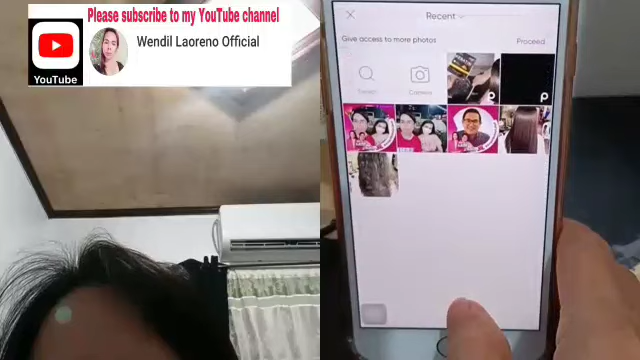 Please subscribe to my YouTube channel
Wendil Laoreno Official
YouTube
Recent
Give access to more photos
Proceed
Camera